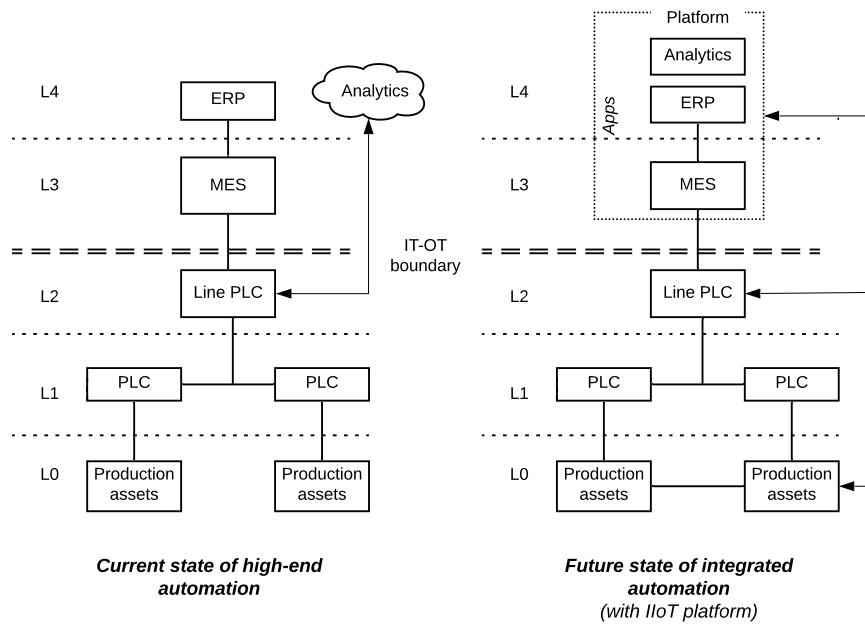 L4
ERP
Analytics
L3
MES
IT-OT
boundary
L2
Line PLC
L1
PLC
PLC
L0
Production
assets
Production
assets
Current state of high-end
automation
Platform
Apps
L4
Analytics
ERP
L3
MES
L2
Line PLC
L1
PLC
PLC
L0
Production
assets
Production
assets
Future state of integrated
automation
(with IIoT platform)